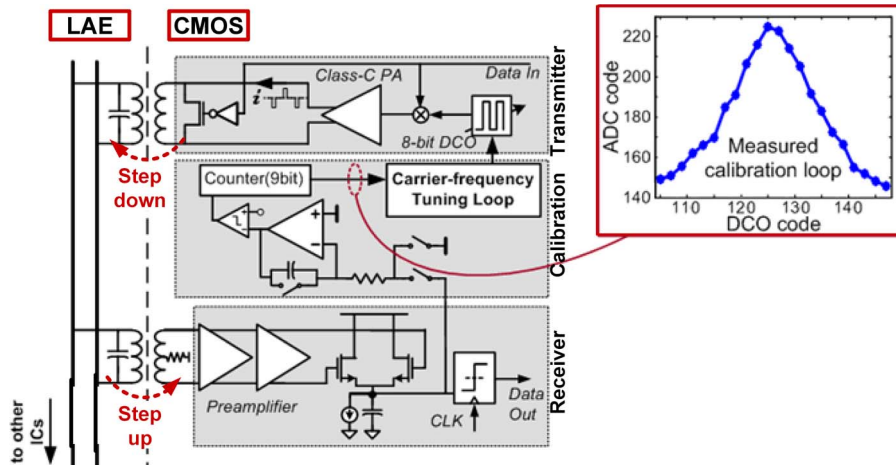 LAE
CMOS
Class-C PA
Data In
i
8-bit DCO
Transmitter
Step
down
Counter(9bit)
Carrier-frequency
Tuning Loop
+
−
Calibration
Step
up
Preamplifier
CLK
Data
Out
Receiver
to other
ICs
ADC code
220
200
180
160
140
110
120
130
140
Measured
calibration loop
DCO code